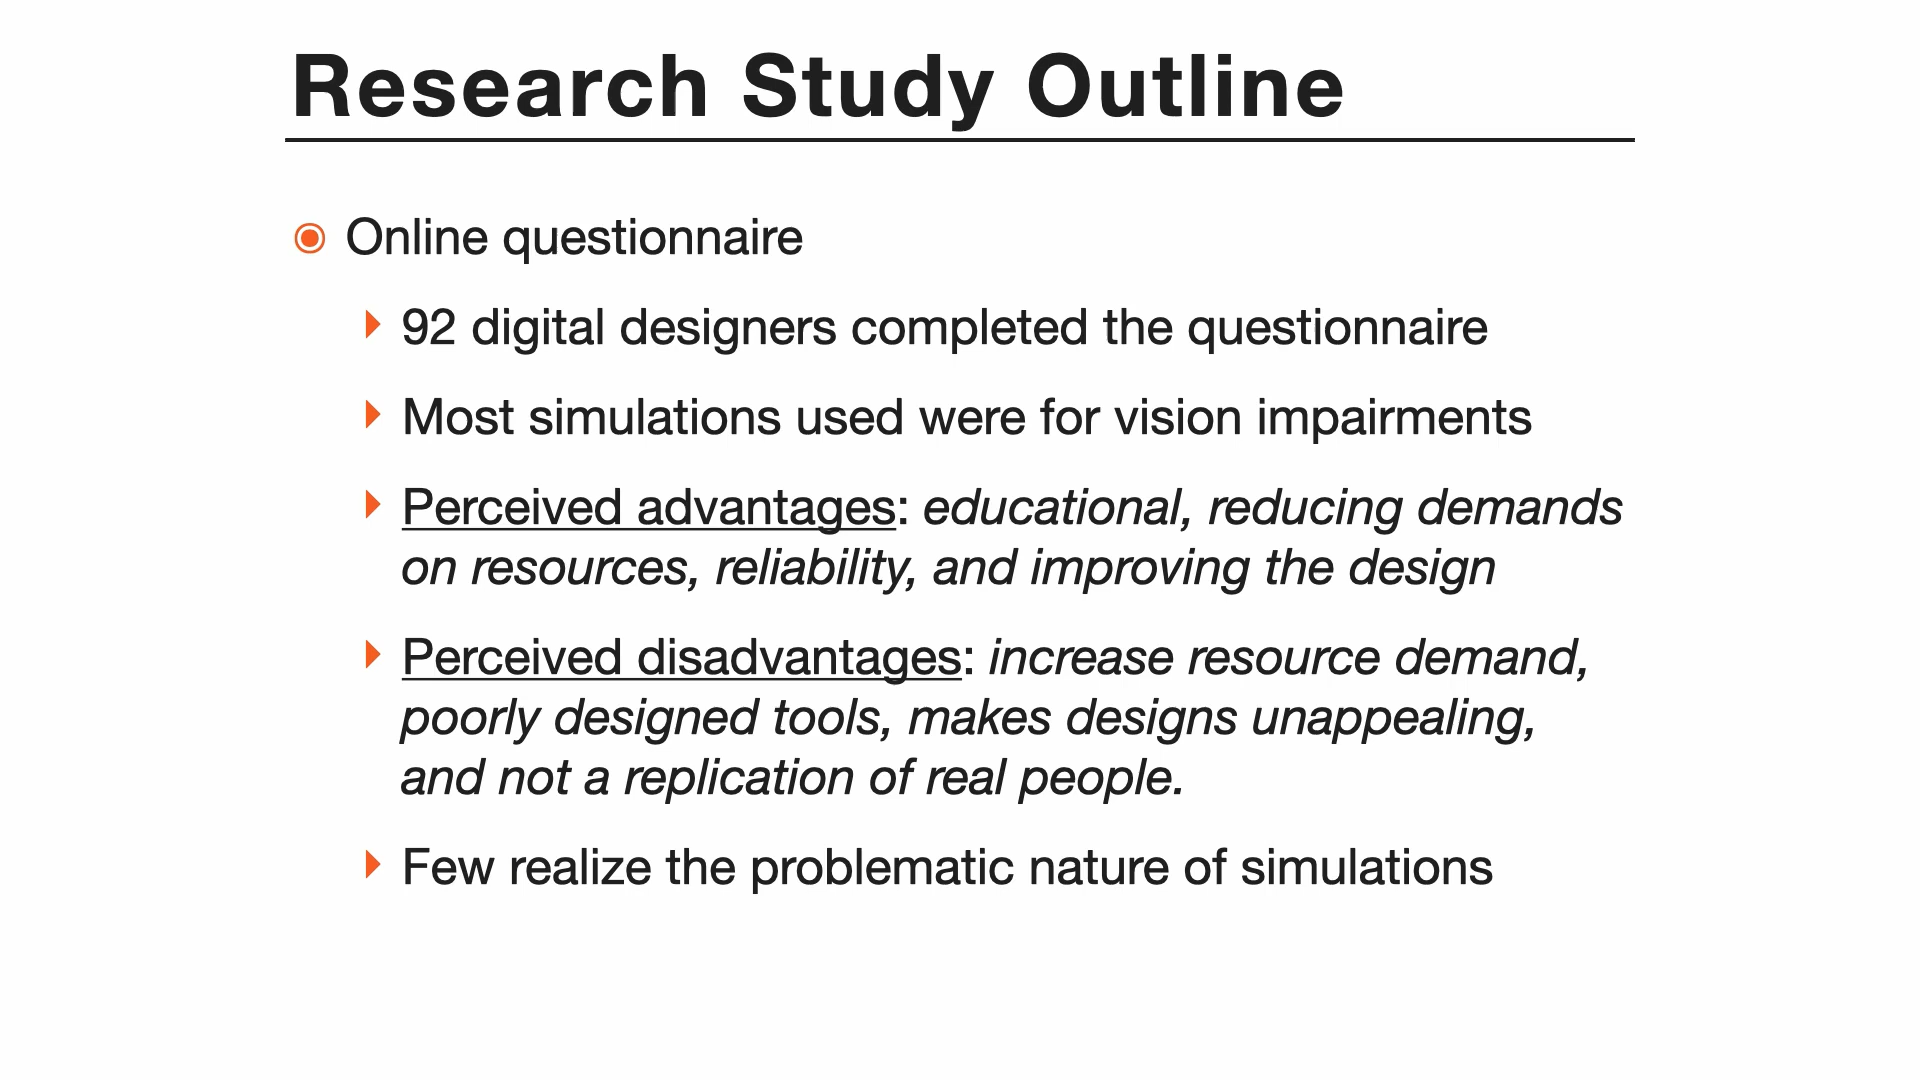 Research Study Outline
Online questionnaire
92 digital designers completed the questionnaire
Most simulations used were for vision impairments
Perceived advantages: educational, reducing demands
on resources, reliability, and improving the design
Perceived disadvantages: increase resource demand,
poorly designed tools, makes designs unappealing,
and not a replication of real people.
Few realize the problematic nature of simulations